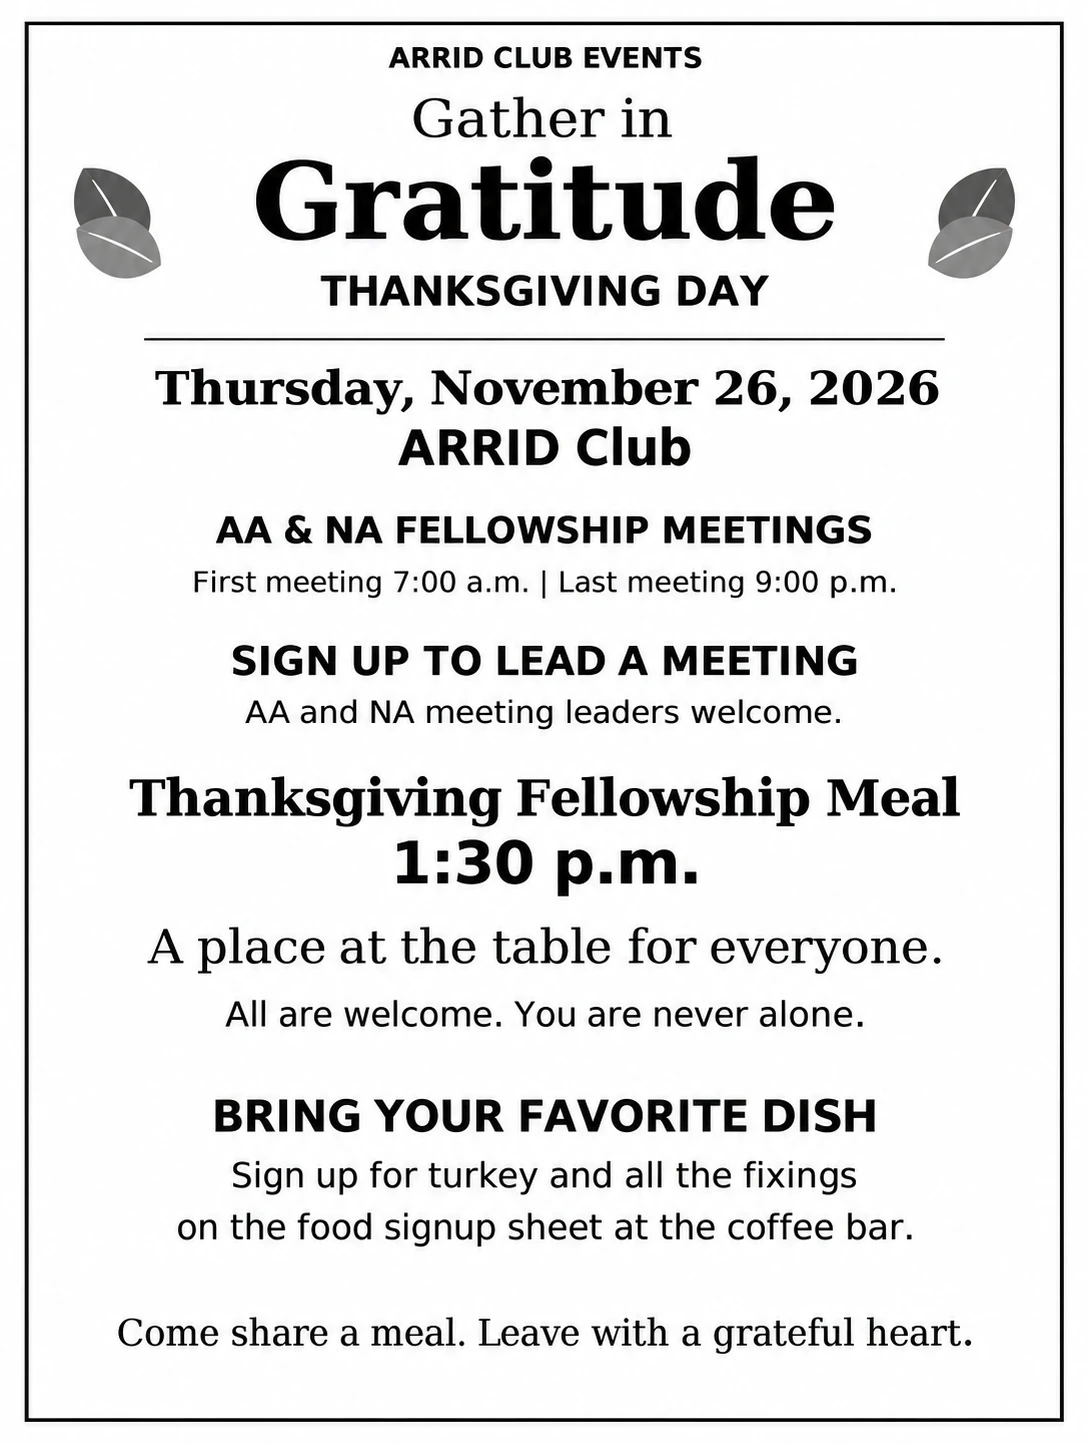 ARRID CLUB EVENTS
Gather in
Gratitude
THANKSGIVING DAY
Thursday, November 26, 2026
ARRID Club
AA & NA FELLOWSHIP MEETINGS
First meeting 7:00 a.m. | Last meeting 9:00 p.m.
SIGN UP TO LEAD A MEETING
AA and NA meeting leaders welcome.
Thanksgiving Fellowship Meal
1:30 p.m.
A place at the table for everyone.
All are welcome. You are never alone.
BRING YOUR FAVORITE DISH
Sign up for turkey and all the fixings
on the food signup sheet at the coffee bar.
Come share a meal. Leave with a grateful heart.